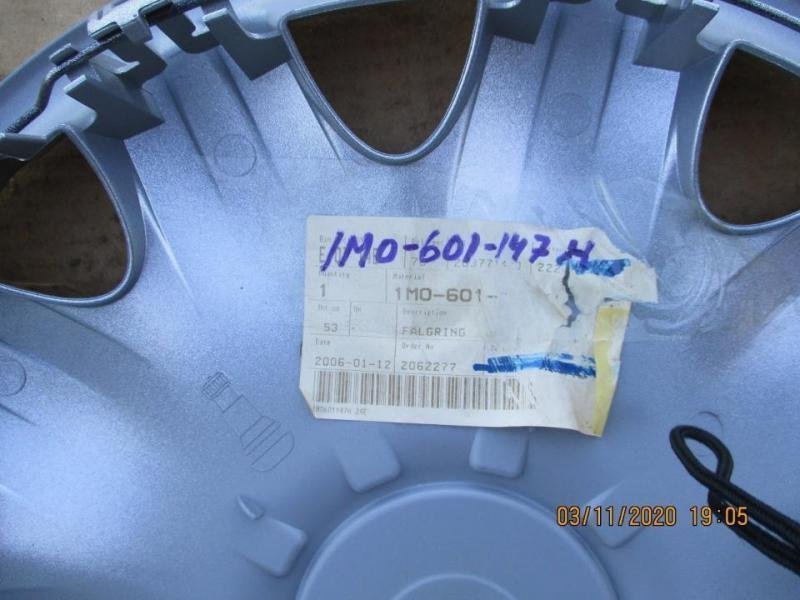 1M0-601-147 H
Quantity
Material
1
1M0-601-
Description
53
FALGRING
Date
Order No
2006-01-12
2062277
03/11/2020 19:05